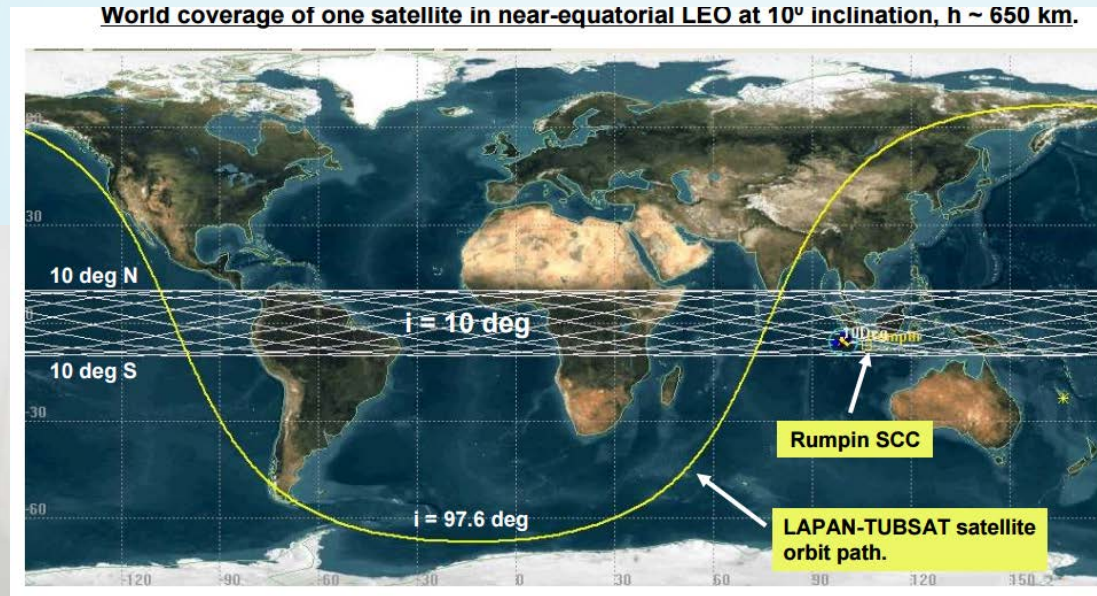 World coverage of one satellite in near-equatorial LEO at 10⁰ inclination, h ~ 650 km.
30
10 deg N
i = 10 deg
10Deg
10 deg S
30
Rumpin SCC
60
i = 97.6 deg
LAPAN-TUBSAT satellite
orbit path.
120 90 60 30 0 30 60 90 120 150